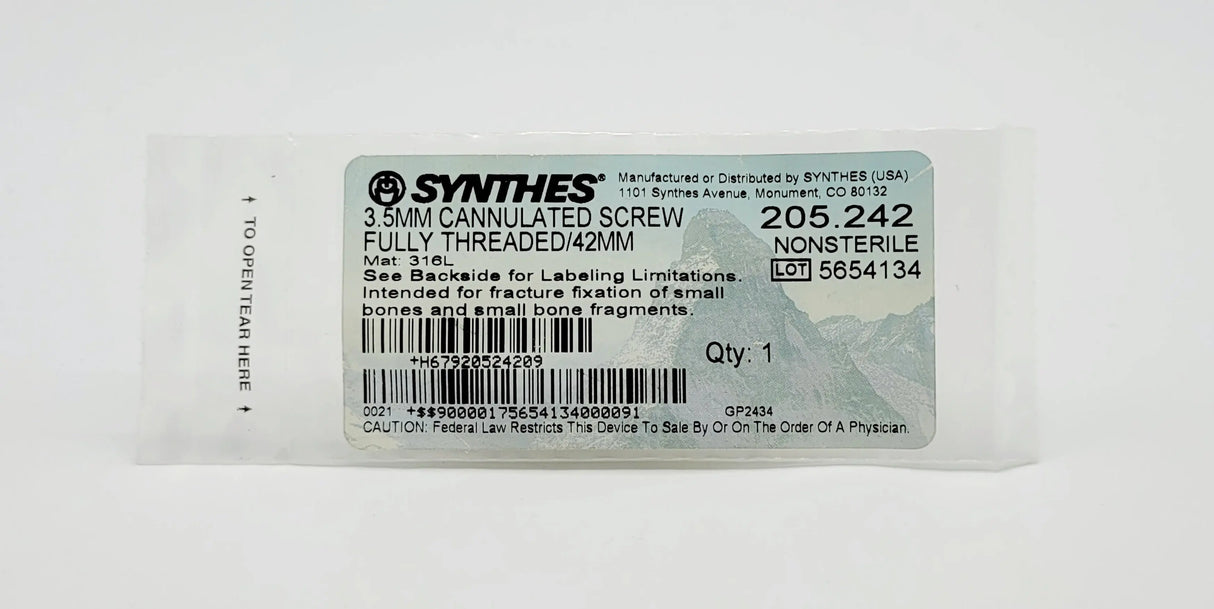 ↑ TO OPEN TEAR HERE ↑
SYNTHES®
Manufactured or Distributed by SYNTHES (USA)
1101 Synthes Avenue, Monument, CO 80132
3.5MM CANNULATED SCREW
FULLY THREADED/42MM
205.242
NONSTERILE
LOT 5654134
Mat: 316L
See Backside for Labeling Limitations.
Intended for fracture fixation of small
bones and small bone fragments.
+H67920524209
Qty: 1
0021 +$$90000175654134000091
GP2434
CAUTION: Federal Law Restricts This Device To Sale By Or On The Order Of A Physician.